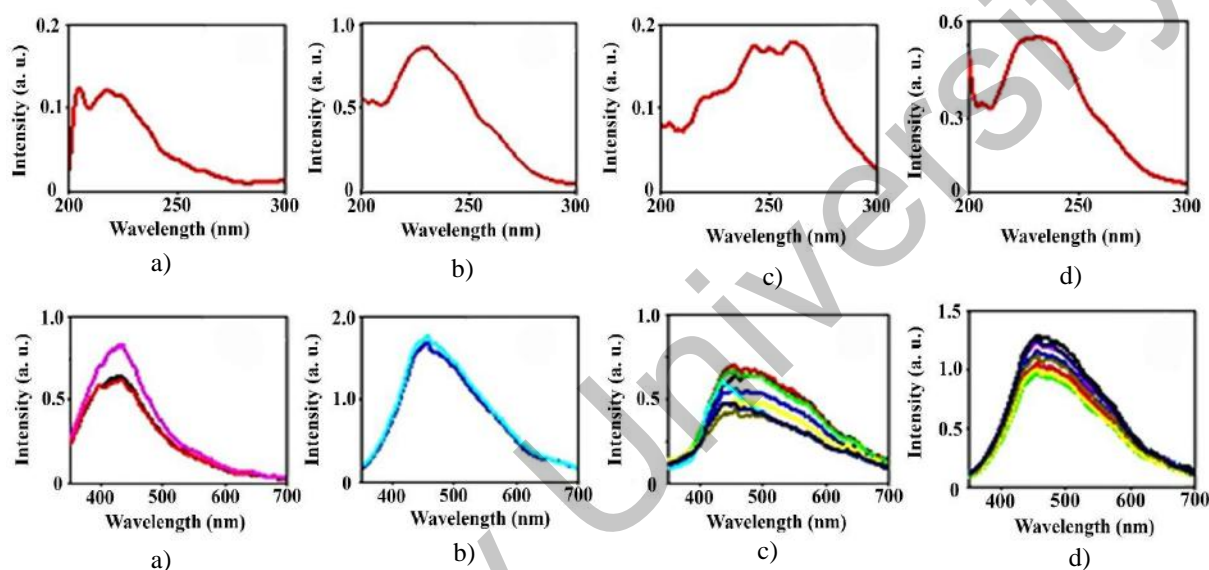 0.2 1.0 0.2 0.6
0.1 0.5 0.1 0.3
0 0 0 0
200 250 300 200 250 300 200 250 300 200 250 300
Intensity (a. u.) Intensity (a. u.) Intensity (a. u.) Intensity (a. u.)
Wavelength (nm) Wavelength (nm) Wavelength (nm) Wavelength (nm)
a) b) c) d)
1.0 2.0 1.0 1.5
0.5 1.0 0.5 1.0
0.5
0 0 0 0
400 500 600 700 400 500 600 700 400 500 600 700 400 500 600 700
Intensity (a. u.) Intensity (a. u.) Intensity (a. u.) Intensity (a. u.)
Wavelength (nm) Wavelength (nm) Wavelength (nm) Wavelength (nm)
a) b) c) d)
University